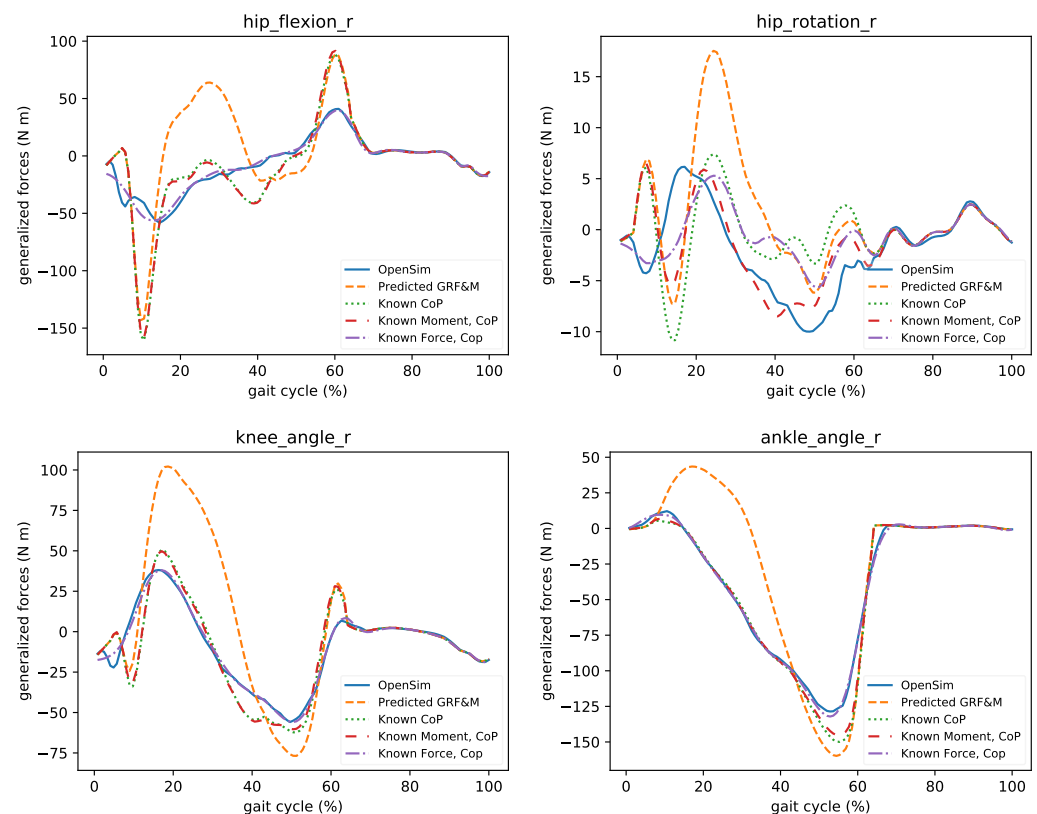 hip_flexion_r
generalized forces (N m)
100
50
0
−50
−100
−150
0
20
40
60
80
100
gait cycle (%)
OpenSim
Predicted GRF&M
Known CoP
Known Moment, CoP
Known Force, Cop
hip_rotation_r
generalized forces (N m)
15
10
5
0
−5
−10
0
20
40
60
80
100
gait cycle (%)
OpenSim
Predicted GRF&M
Known CoP
Known Moment, CoP
Known Force, Cop
knee_angle_r
generalized forces (N m)
100
75
50
25
0
−25
−50
−75
0
20
40
60
80
100
gait cycle (%)
OpenSim
Predicted GRF&M
Known CoP
Known Moment, CoP
Known Force, Cop
ankle_angle_r
generalized forces (N m)
50
25
0
−25
−50
−75
−100
−125
−150
0
20
40
60
80
100
gait cycle (%)
OpenSim
Predicted GRF&M
Known CoP
Known Moment, CoP
Known Force, Cop